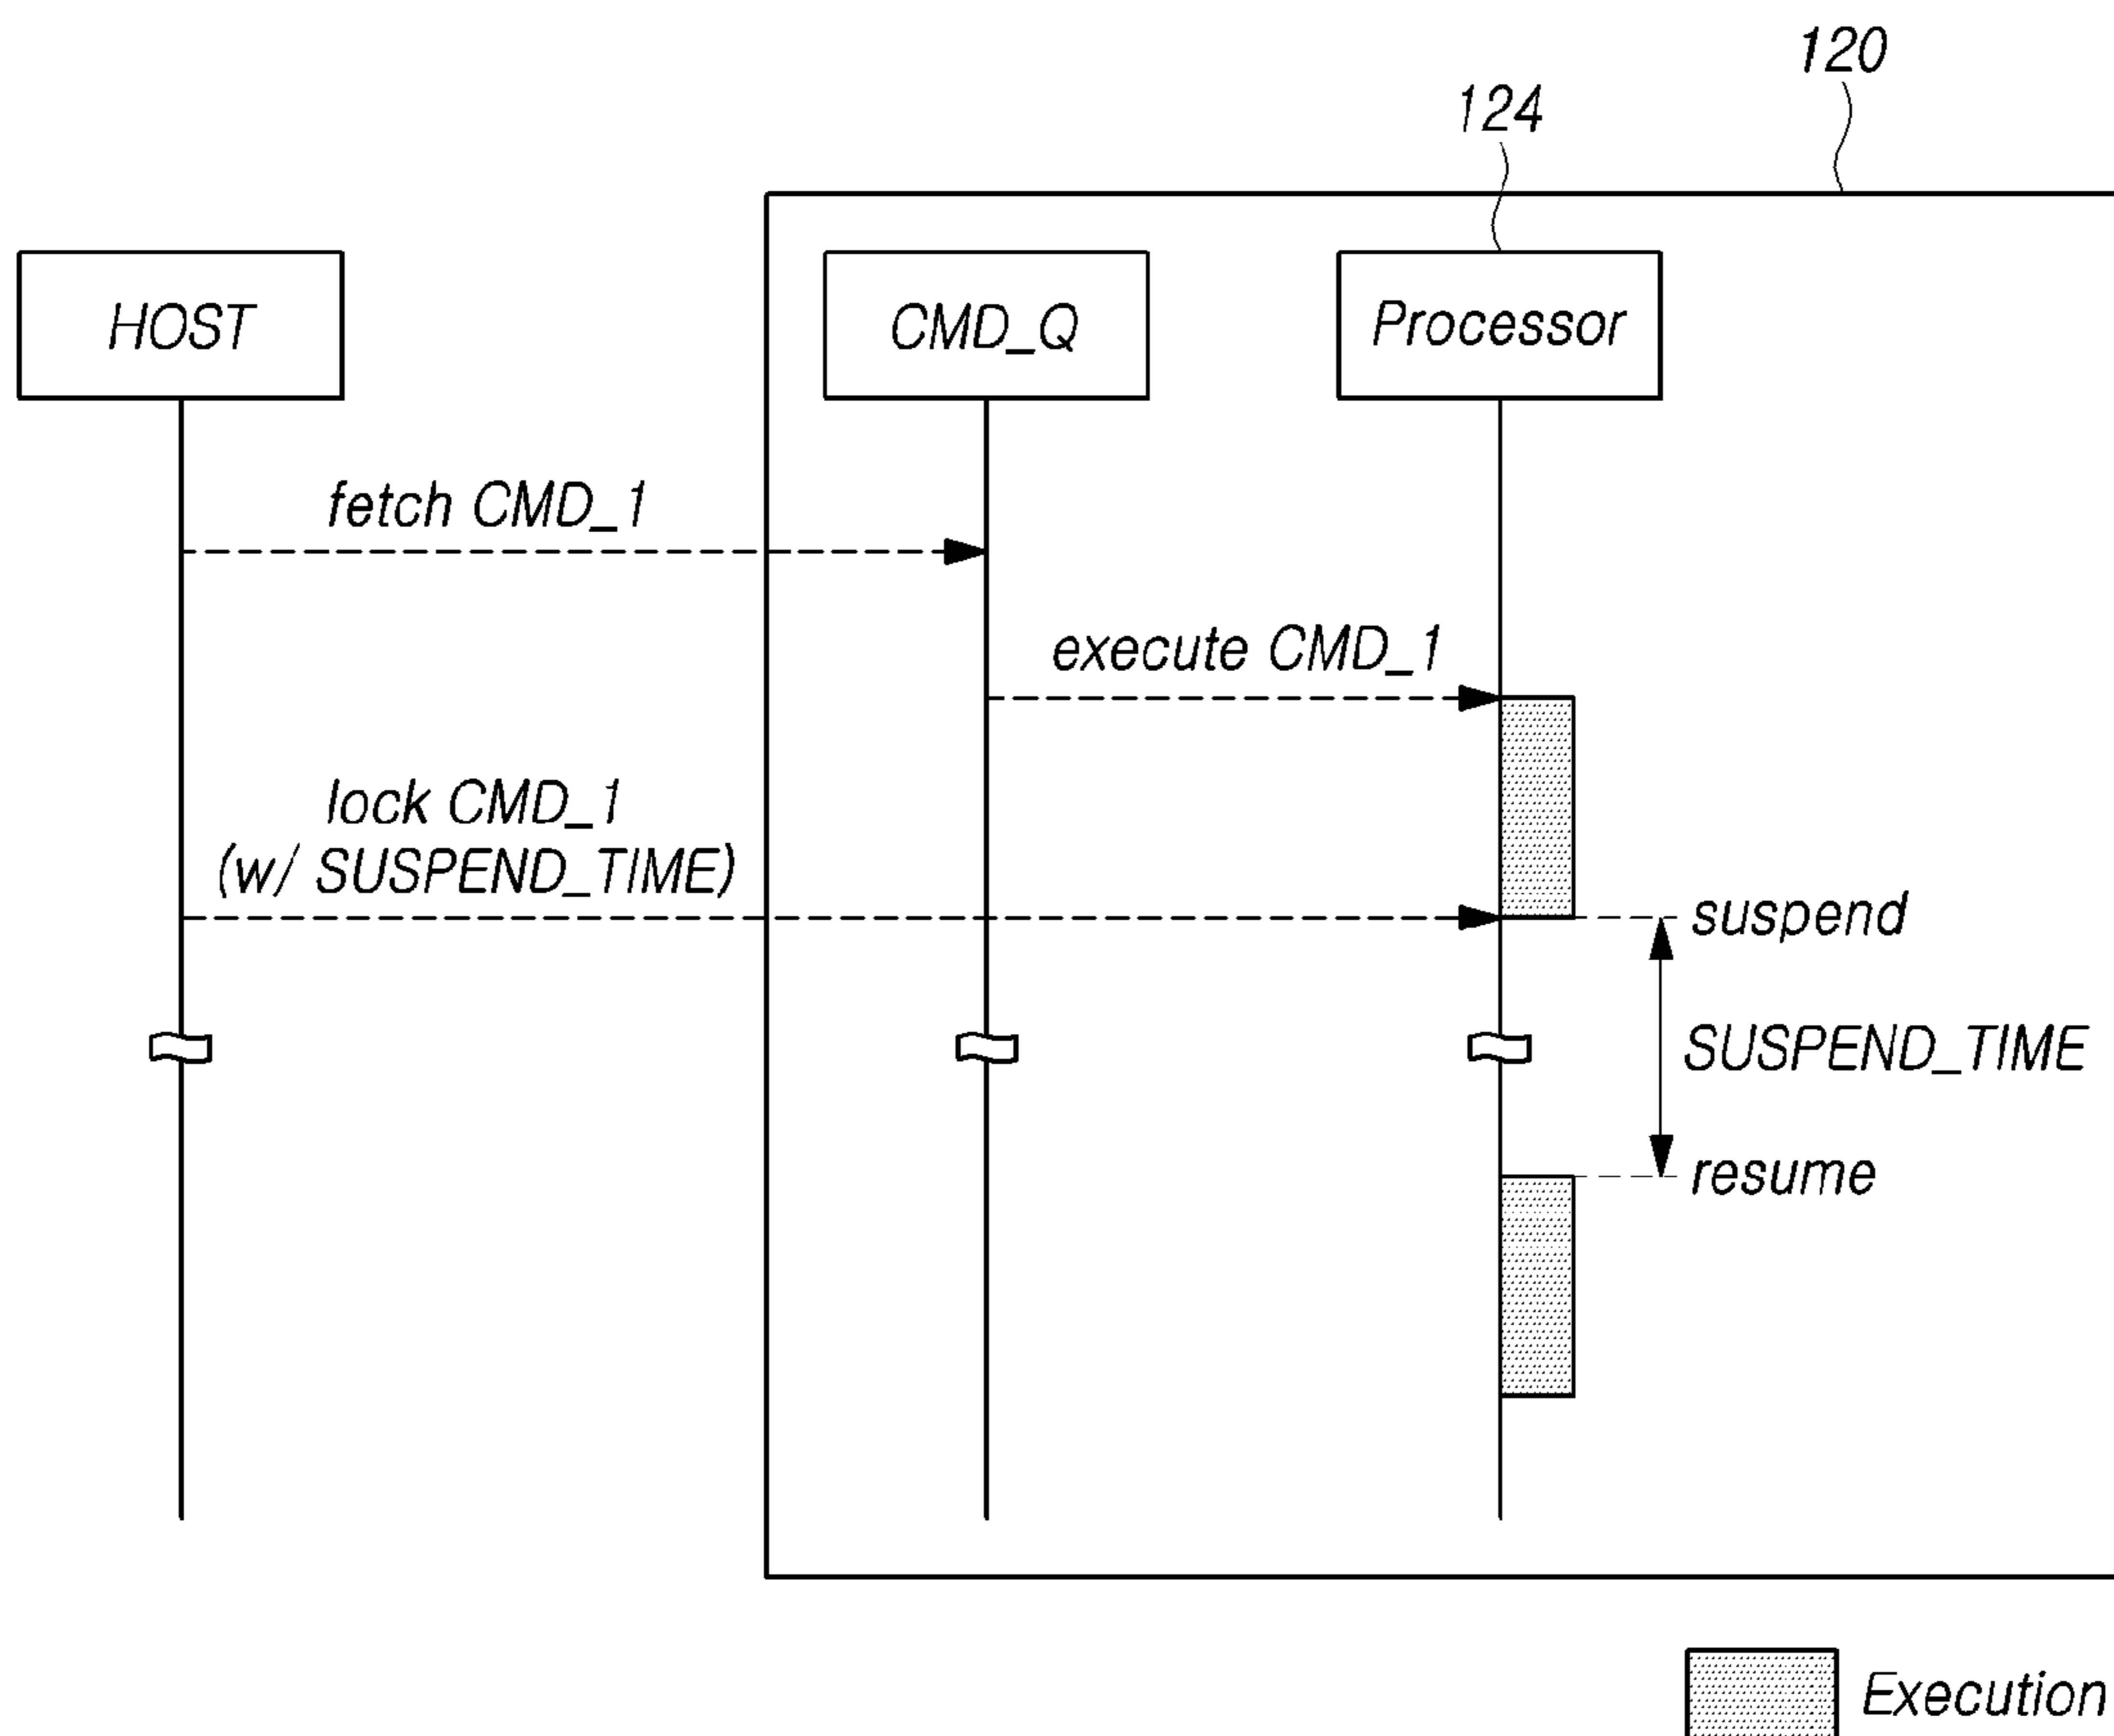 120
124
HOST
CMD_Q
Processor
fetch CMD_1
execute CMD_1
lock CMD_1
(w/ SUSPEND_TIME)
suspend
SUSPEND_TIME
resume
Execution